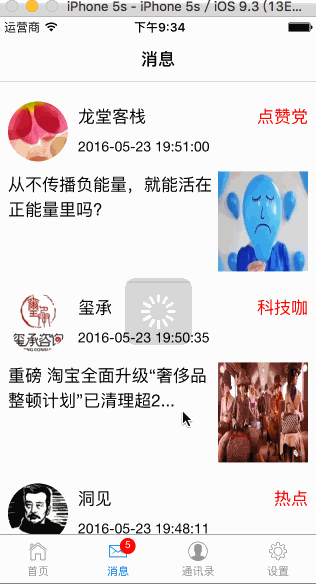 iPhone 5s - iPhone 5s / iOS 9.3 (13E...
运营商 下午9:34
消息
龙堂客栈 点赞党
2016-05-23 19:51:00
从不传播负能量，就能活在
正能量里吗?
玺承 科技咖
玺承咨询
2016-05-23 19:50:35
重磅 淘宝全面升级“奢侈品
整顿计划”已清理超2...
洞见 热点
2016-05-23 19:48:11
5
首页 消息 通讯录 设置